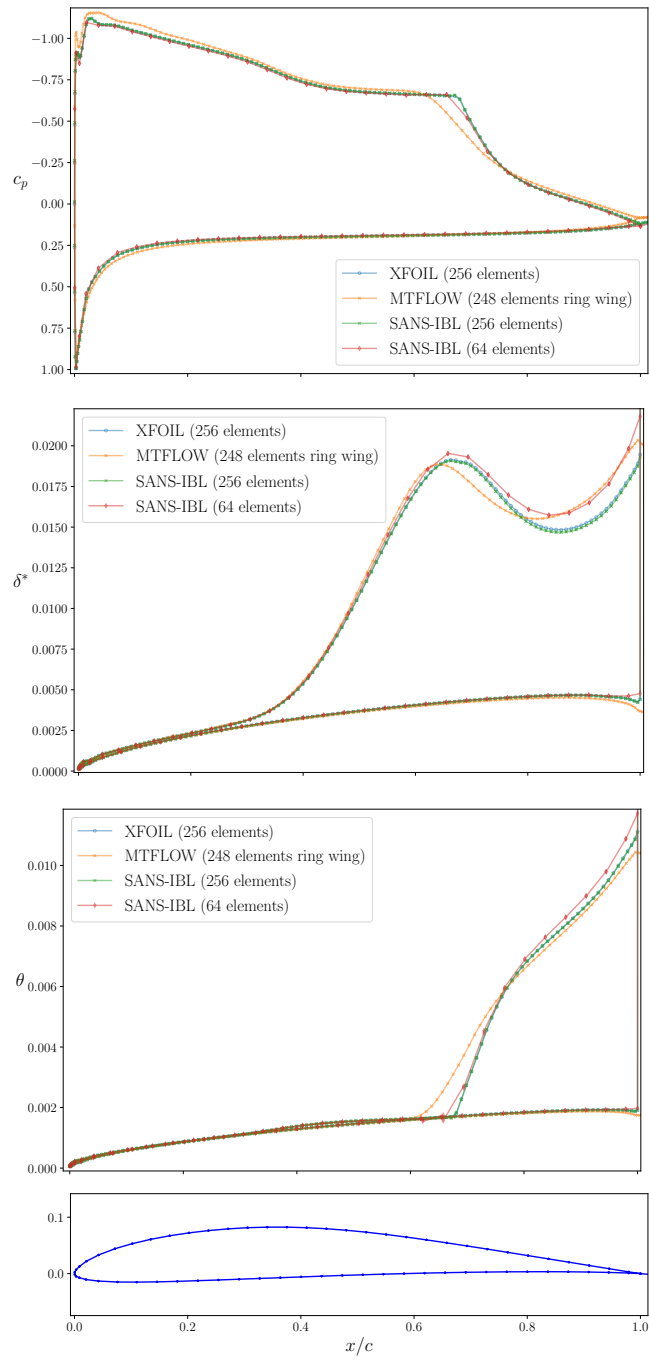 −1.00
−0.75
−0.50
−0.25
0.00
0.25
0.50
0.75
1.00
c_p
XFOIL (256 elements)
MTFLOW (248 elements ring wing)
SANS-IBL (256 elements)
SANS-IBL (64 elements)
0.0200
0.0175
0.0150
0.0125
0.0100
0.0075
0.0050
0.0025
0.0000
δ*
XFOIL (256 elements)
MTFLOW (248 elements ring wing)
SANS-IBL (256 elements)
SANS-IBL (64 elements)
0.010
0.008
0.006
0.004
0.002
0.000
θ
XFOIL (256 elements)
MTFLOW (248 elements ring wing)
SANS-IBL (256 elements)
SANS-IBL (64 elements)
0.1
0.0
0.0 0.2 0.4 0.6 0.8 1.0
x/c